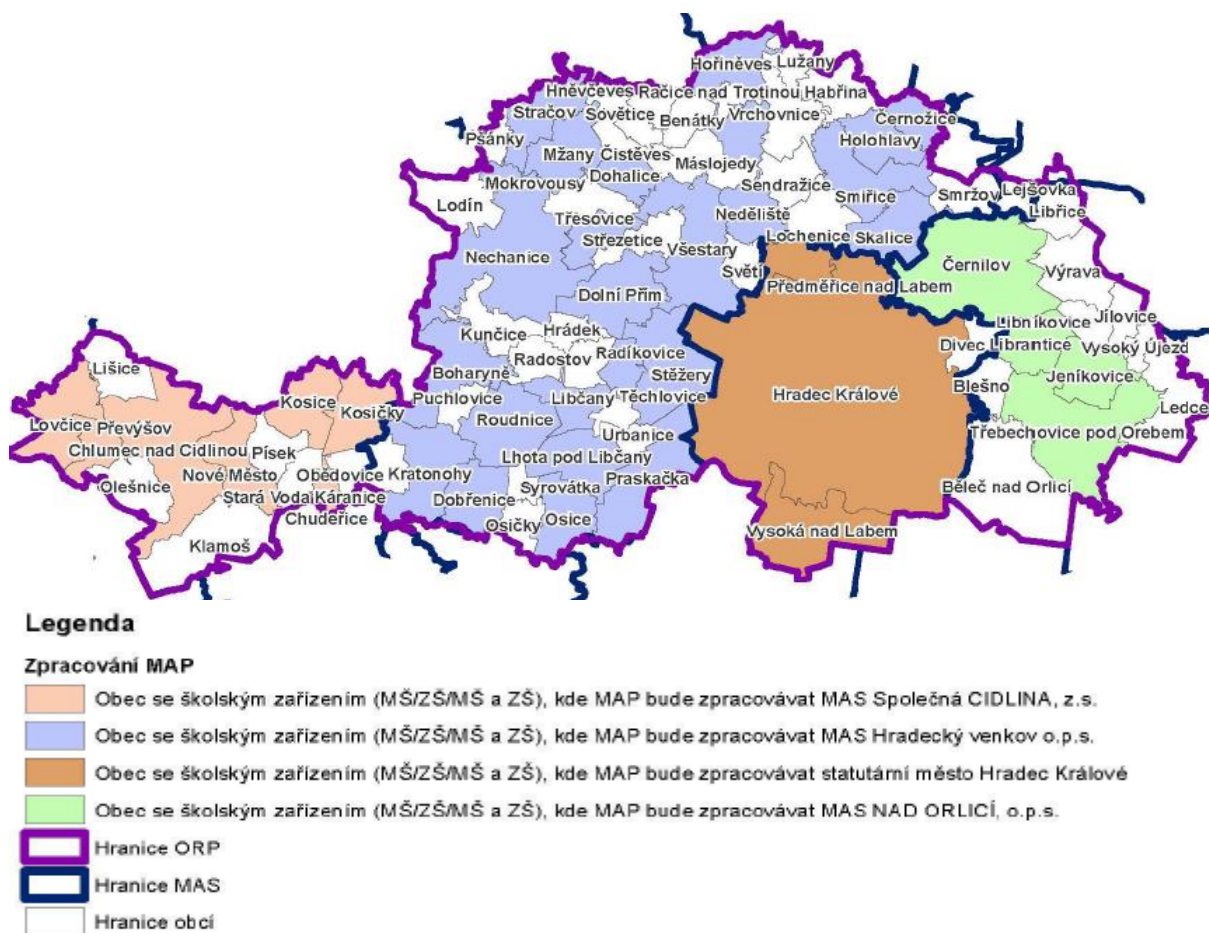 Hořiněves
Lužany
Hněvčeves
Račice nad Trotinou
Habřina
Stračov
Sovětice
Benátky
Vrchovnice
Černožice
Pšánky
Mžany
Čistěves
Máslojedy
Holohlavy
Mokrovousy
Dohalice
Sendražice
Smiřice
Smržov
Lejšovka
Lodín
Třesovice
Neděliště
Libřice
Střezetice
Všestary
Lochenice
Skalice
Nechanice
Světí
Černilov
Výrava
Dolní Přím
Předměřice nad Labem
Kunčice
Hrádek
Libníkovice
Jílovice
Radostov
Radíkovice
Divec
Librantice
Vysoký Újezd
Lišice
Boharyně
Stěžery
Blešno
Jeníkovice
Kosice
Kosičky
Puchlovice
Libčany
Těchlovice
Hradec Králové
Ledce
Lovčice
Převýšov
Roudnice
Urbanice
Třebechovice pod Orebem
Chlumec nad Cidlinou
Písek
Lhota pod Libčany
Olešnice
Nové Město
Obědovice
Kratonohy
Syrovátka
Praskačka
Běleč nad Orlicí
Stará Voda
Káranice
Dobřenice
Chudeřice
Osičky
Osice
Vysoká nad Labem
Klamoš
Legenda
Zpracování MAP
Obec se školským zařízením (MŠ/ZŠ/MŠ a ZŠ), kde MAP bude zpracovávat MAS Společná CIDLINA, z.s.
Obec se školským zařízením (MŠ/ZŠ/MŠ a ZŠ), kde MAP bude zpracovávat MAS Hradecký venkov o.p.s.
Obec se školským zařízením (MŠ/ZŠ/MŠ a ZŠ), kde MAP bude zpracovávat statutární město Hradec Králové
Obec se školským zařízením (MŠ/ZŠ/MŠ a ZŠ), kde MAP bude zpracovávat MAS NAD ORLICÍ, o.p.s.
Hranice ORP
Hranice MAS
Hranice obcí